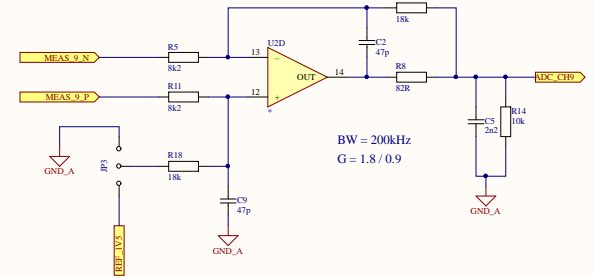 18k
R5
U2D
C2
47p
MEAS_9_N
8k2
13
OUT
14
R8
82R
ADC_CH9
R11
MEAS_9_P
8k2
12
*
C5
2n2
R14
10k
BW = 200kHz
G = 1.8 / 0.9
JP3
R18
18k
GND_A
C9
47p
GND_A
GND_A
REF_1V5